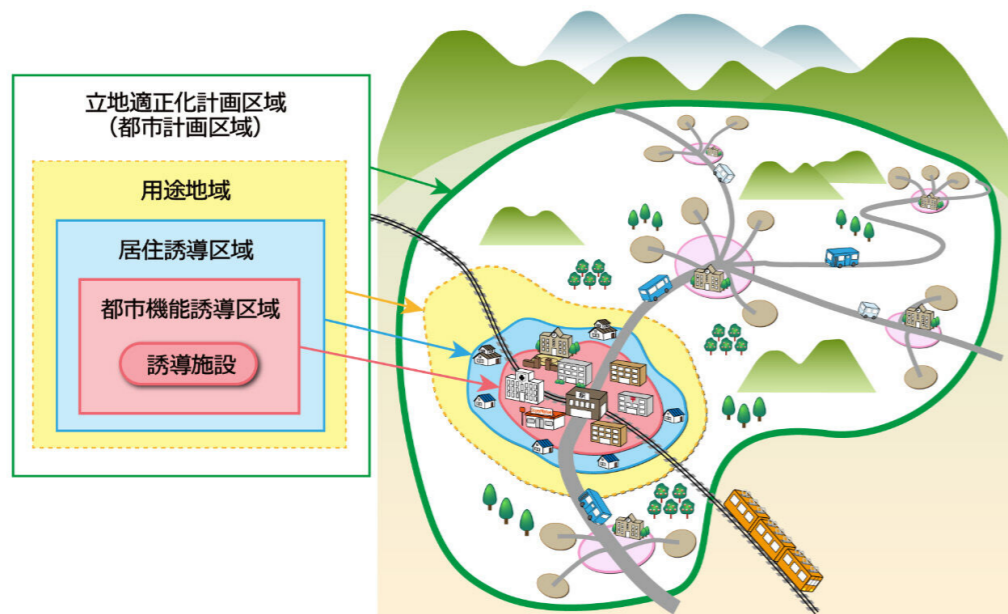 立地適正化計画区域
(都市計画区域)
用途地域
居住誘導区域
都市機能誘導区域
誘導施設